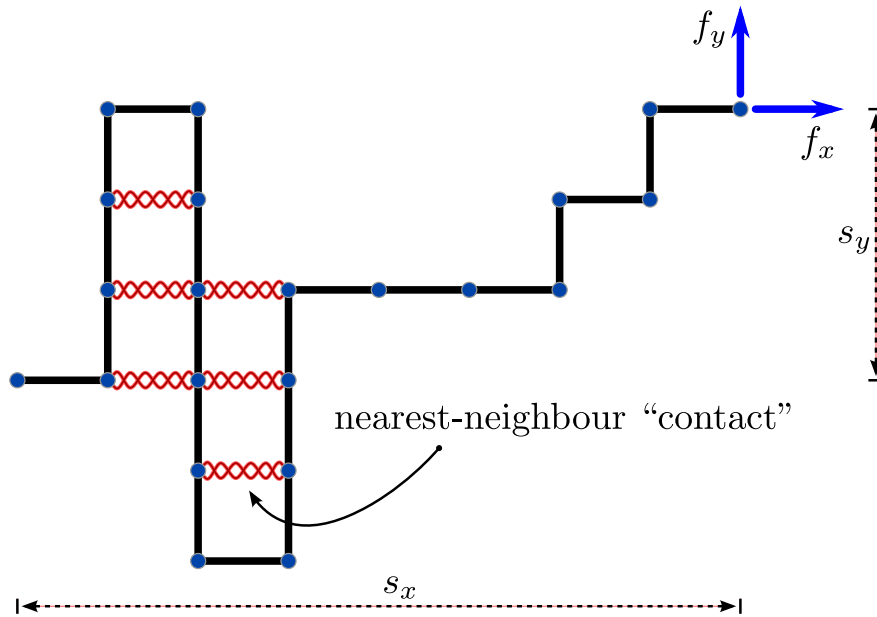 f_y
f_x
s_y
nearest-neighbour “contact”
s_x